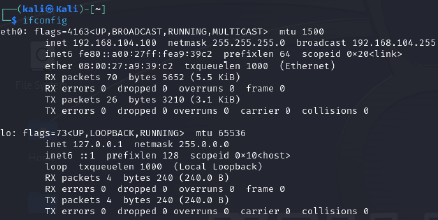 (kali㉿kali)-[~]
$ ifconfig
eth0: flags=4163<UP,BROADCAST,RUNNING,MULTICAST>  mtu 1500
inet 192.168.104.100  netmask 255.255.255.0  broadcast 192.168.104.255
inet6 fe80::a00:27ff:fea9:39c2  prefixlen 64  scopeid 0×20<link>
ether 08:00:27:a9:39:c2  txqueuelen 1000  (Ethernet)
RX packets 70  bytes 5652 (5.5 KiB)
RX errors 0  dropped 0  overruns 0  frame 0
TX packets 26  bytes 3210 (3.1 KiB)
TX errors 0  dropped 0 overruns 0  carrier 0  collisions 0
lo: flags=73<UP,LOOPBACK,RUNNING>  mtu 65536
inet 127.0.0.1  netmask 255.0.0.0
inet6 ::1  prefixlen 128  scopeid 0×10<host>
loop  txqueuelen 1000  (Local Loopback)
RX packets 4  bytes 240 (240.0 B)
RX errors 0  dropped 0  overruns 0  frame 0
TX packets 4  bytes 240 (240.0 B)
TX errors 0  dropped 0 overruns 0  carrier 0  collisions 0